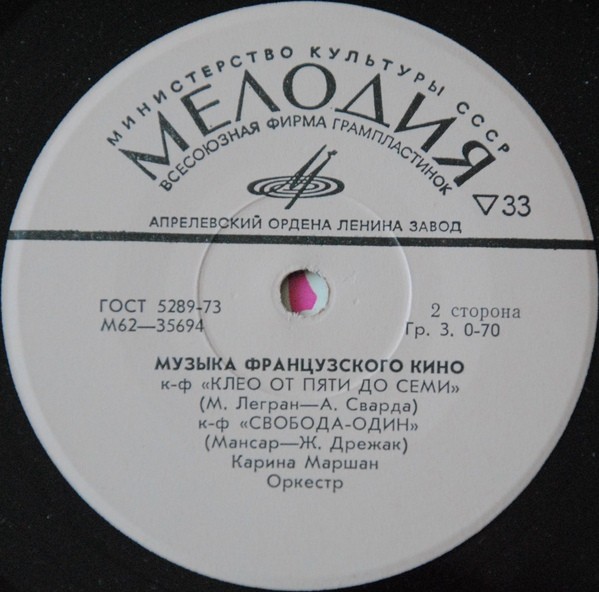 МИНИСТЕРСТВО КУЛЬТУРЫ СССР
МЕЛОДИЯ
ВСЕСОЮЗНАЯ ФИРМА ГРАМПЛАСТИНОК
▽33
АПРЕЛЕВСКИЙ ОРДЕНА ЛЕНИНА ЗАВОД
ГОСТ 5289-73
2 сторона
М62—35694
Гр. 3. 0-70
МУЗЫКА ФРАНЦУЗСКОГО КИНО
к-ф «КЛЕО ОТ ПЯТИ ДО СЕМИ»
(М. Легран—А. Сварда)
к-ф «СВОБОДА-ОДИН»
(Мансар—Ж. Дрежак)
Карина Маршан
Оркестр